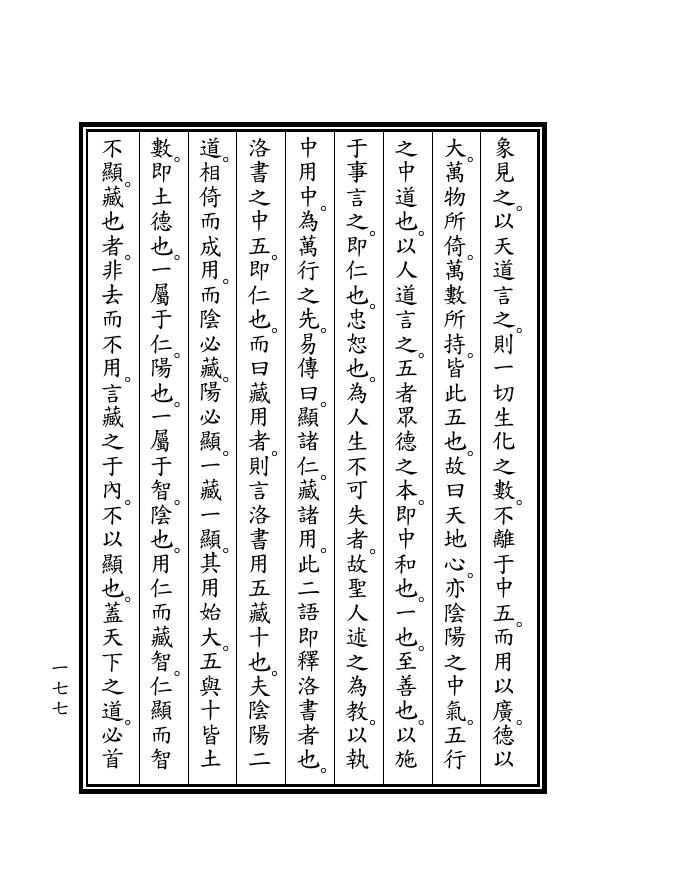 象見之。以天道言之。則一切生化之數。不離于中五。而用以廣。德以
大。萬物所倚。萬數所持。皆此五也。故曰天地心。亦陰陽之中氣。五行
之中道也。以人道言之。五者眾德之本。即中和也。一也。至善也。以施
于事言之。即仁也。忠恕也。為人生不可失者。故聖人述之為教。以執
中用中。為萬行之先。易傳曰。顯諸仁。藏諸用。此二語即釋洛書者也。
洛書之中五。即仁也。而曰藏用者。則言洛書用五藏十也。夫陰陽二
道。相倚而成用。而陰必藏。陽必顯。一藏一顯。其用始大。五與十皆土
數。即土德也。一屬于仁。陽也。一屬于智。陰也。用仁而藏智。仁顯而智
不顯。藏也者。非去而不用。言藏之于內。不以顯也。蓋天下之道。必首
一七七